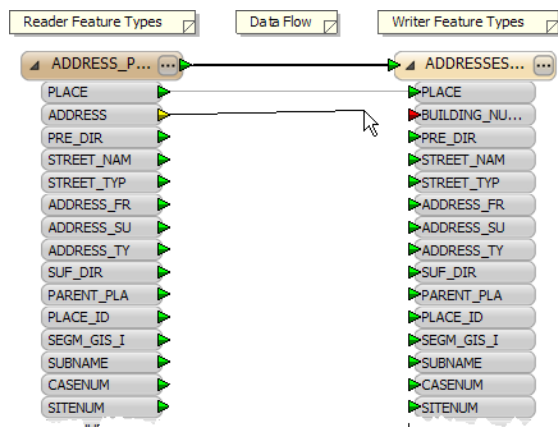 Reader Feature Types
Data Flow
Writer Feature Types
ADDRESS_P...
ADDRESSES...
PLACE
PLACE
ADDRESS
BUILDING_NU...
PRE_DIR
PRE_DIR
STREET_NAM
STREET_NAM
STREET_TYP
STREET_TYP
ADDRESS_FR
ADDRESS_FR
ADDRESS_SU
ADDRESS_SU
ADDRESS_TY
ADDRESS_TY
SUF_DIR
SUF_DIR
PARENT_PLA
PARENT_PLA
PLACE_ID
PLACE_ID
SEGM_GIS_I
SEGM_GIS_I
SUBNAME
SUBNAME
CASENUM
CASENUM
SITENUM
SITENUM